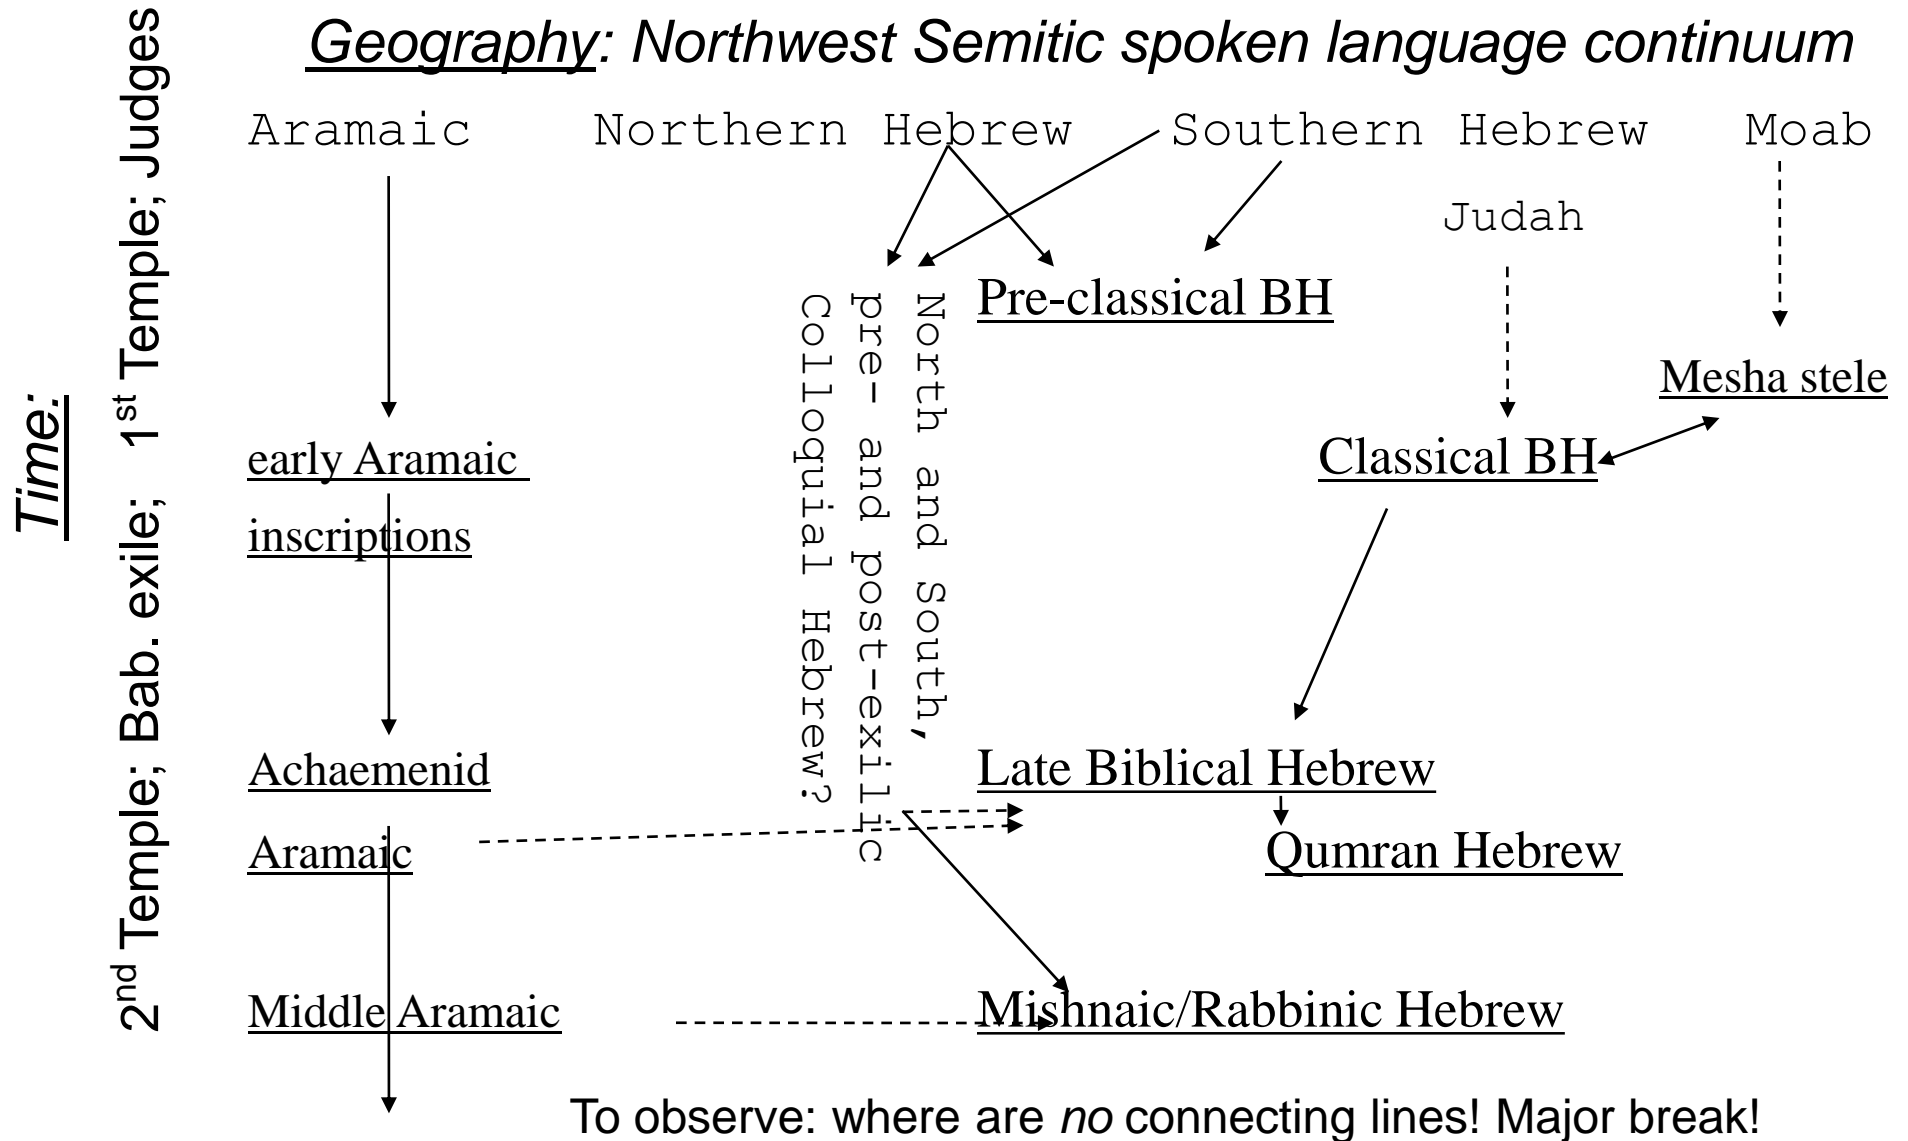 Geography: Northwest Semitic spoken language continuum
Time:
2nd Temple; Bab. exile; 1st Temple; Judges
Aramaic Northern Hebrew Southern Hebrew Moab
Judah
Pre-classical BH
Mesha stele
North and South,
pre- and post-exilic
Colloquial Hebrew?
early Aramaic
inscriptions
Classical BH
Achaemenid
Aramaic
Late Biblical Hebrew
Qumran Hebrew
Middle Aramaic
Mishnaic/Rabbinic Hebrew
To observe: where are no connecting lines! Major break!